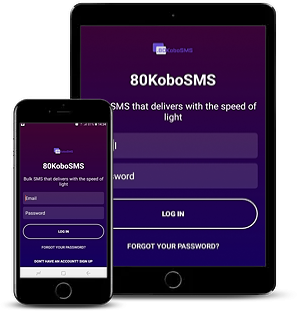 80KoboSMS
80KoboSMS
SMS that delivers with the speed of
light
LOG IN
FORGOT YOUR PASSWORD?
80KoboSMS
Bulk SMS that delivers with the speed of
light
Email
Password
LOG IN
FORGOT YOUR PASSWORD?
DON'T HAVE AN ACCOUNT? SIGN UP